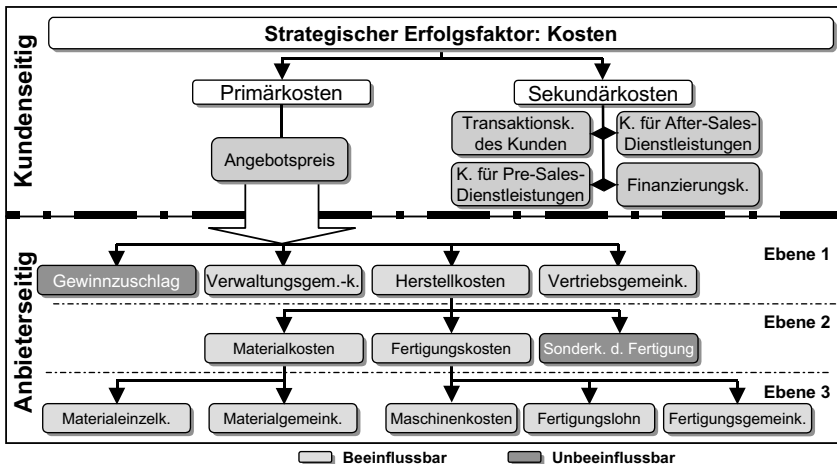 Strategischer Erfolgsfaktor: Kosten
Kundenseitig
Primärkosten
Sekundärkosten
Angebotspreis
Transaktionsk.
des Kunden
K. für After-Sales-
Dienstleistungen
K. für Pre-Sales-
Dienstleistungen
Finanzierungsk.
Anbieterseitig
Ebene 1
Gewinnzuschlag
Verwaltungsgem.-k.
Herstellkosten
Vertriebsgemeink.
Ebene 2
Materialkosten
Fertigungskosten
Sonderk. d. Fertigung
Ebene 3
Materialeinzelk.
Materialgemeink.
Maschinenkosten
Fertigungslohn
Fertigungsgemeink.
Beeinflussbar
Unbeeinflussbar